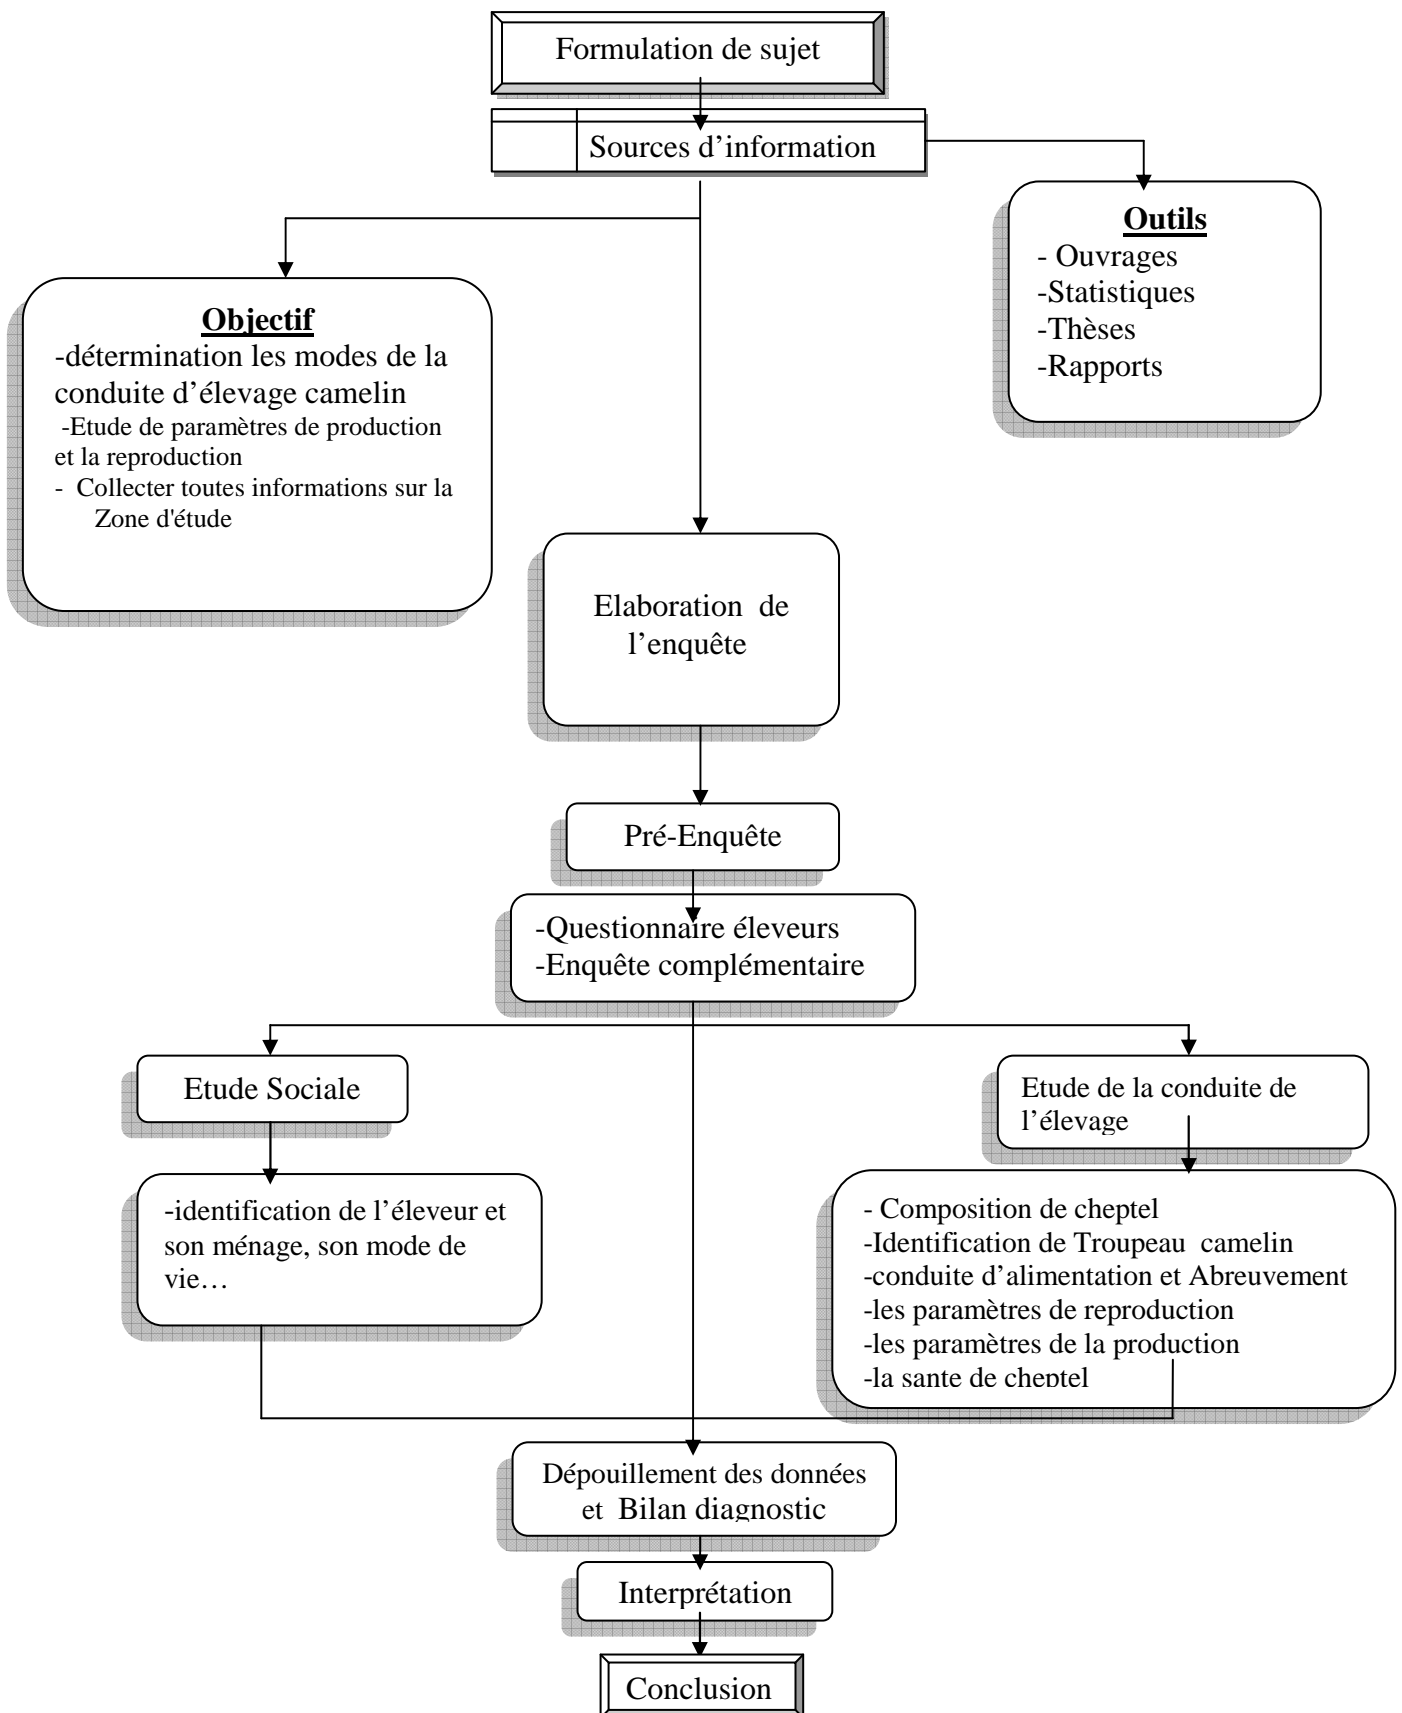 Formulation de sujet
Sources d’information
Outils
- Ouvrages
-Statistiques
-Thèses
-Rapports
Objectif
-détermination les modes de la
conduite d’élevage camelin
-Etude de paramètres de production
et la reproduction
- Collecter toutes informations sur la
Zone d'étude
Elaboration de
l’enquête
Pré-Enquête
-Questionnaire éleveurs
-Enquête complémentaire
Etude Sociale
Etude de la conduite de
l’élevage
-identification de l’éleveur et
son ménage, son mode de
vie…
- Composition de cheptel
-Identification de Troupeau camelin
-conduite d’alimentation et Abreuvement
-les paramètres de reproduction
-les paramètres de la production
-la sante de cheptel
Dépouillement des données
et Bilan diagnostic
Interprétation
Conclusion